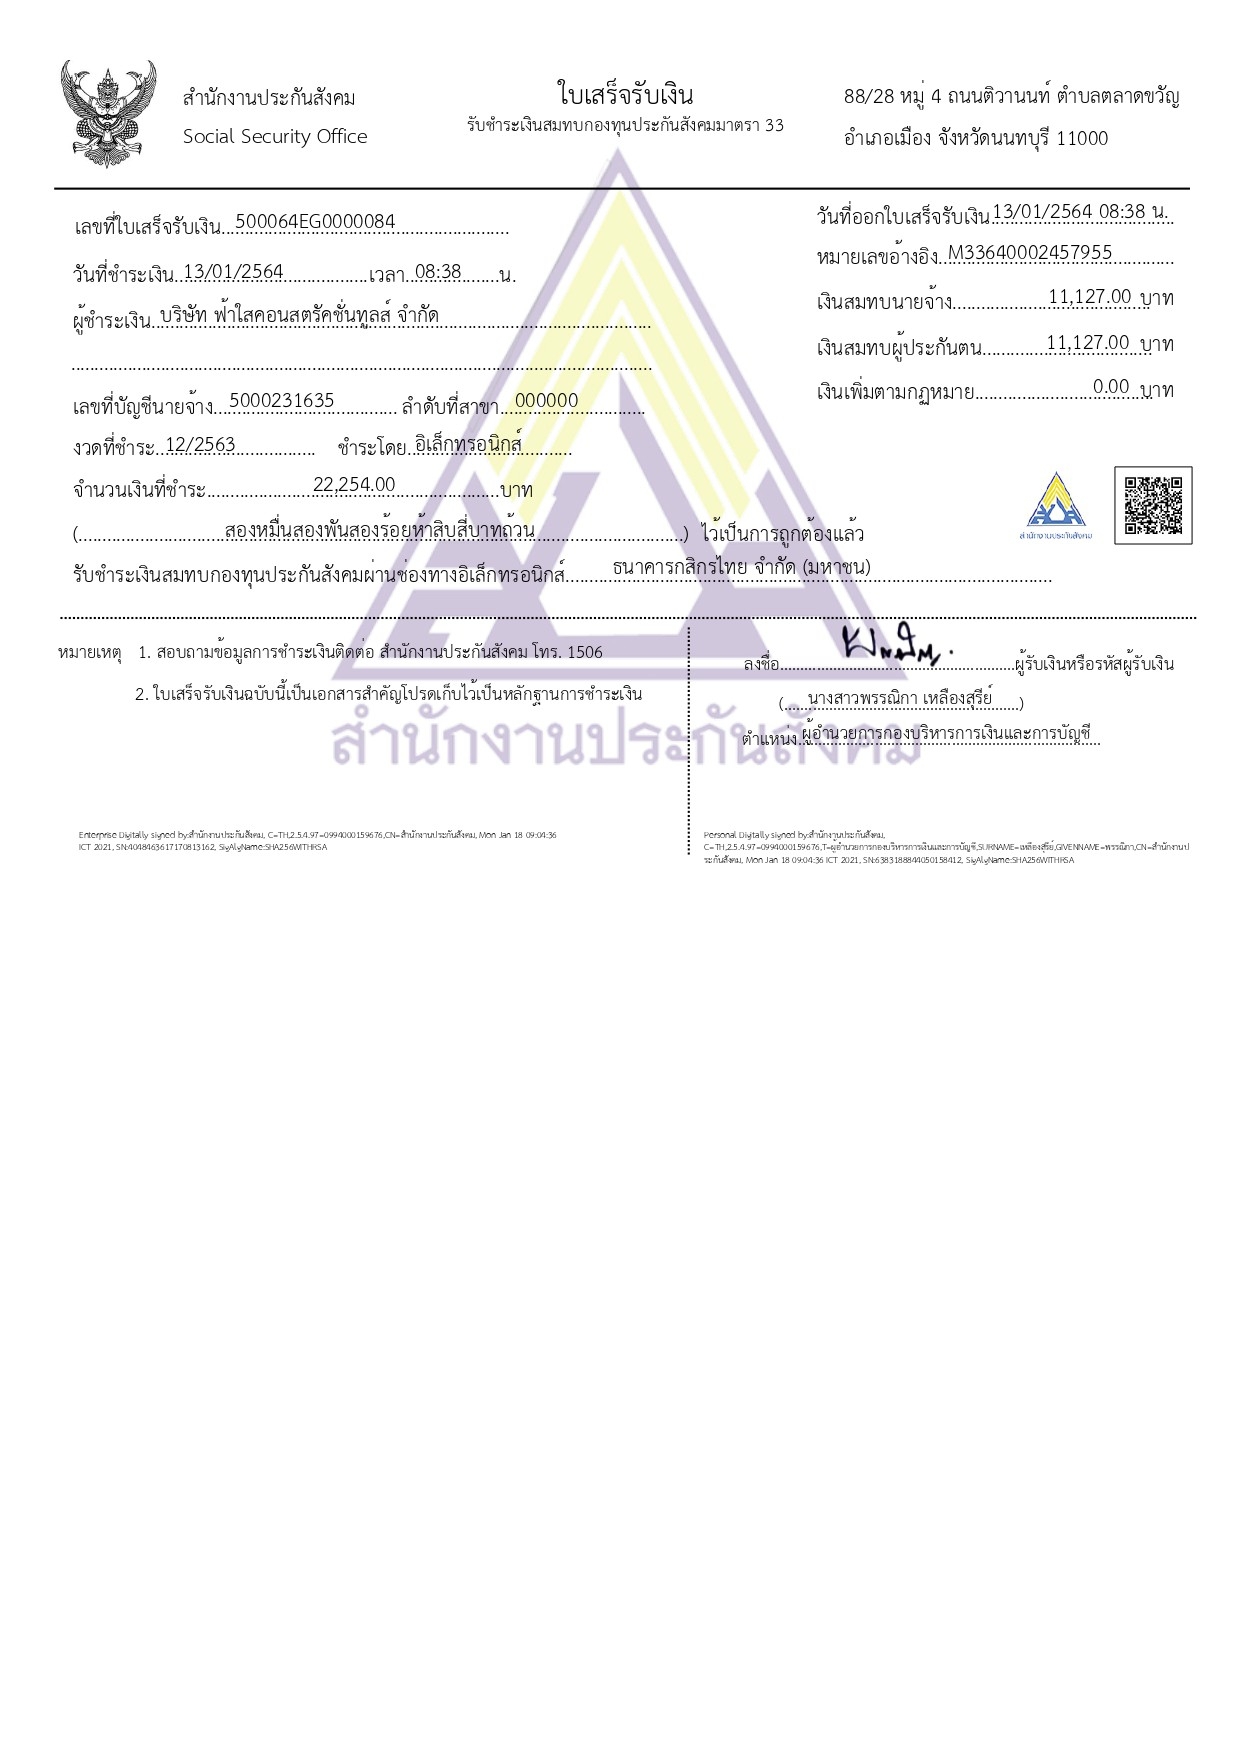 สำนักงานประกันสังคม
Social Security Office
ใบเสร็จรับเงิน
รับชำระเงินสมทบกองทุนประกันสังคมมาตรา 33
88/28 หมู่ 4 ถนนติวานนท์ ตำบลตลาดขวัญ
อำเภอเมือง จังหวัดนนทบุรี 11000
เลขที่ใบเสร็จรับเงิน 500064EG0000084
วันที่ออกใบเสร็จรับเงิน 13/01/2564 08:38 น.
วันที่ชำระเงิน 13/01/2564 เวลา 08:38 น.
หมายเลขอ้างอิง M33640002457955
ผู้ชำระเงิน บริษัท ฟ้าใสคอนสตรัคชั่นทูลส์ จำกัด
เงินสมทบนายจ้าง 11,127.00 บาท
เงินสมทบผู้ประกันตน 11,127.00 บาท
เลขที่บัญชีนายจ้าง 5000231635 ลำดับที่สาขา 000000
เงินเพิ่มตามกฎหมาย 0.00 บาท
งวดที่ชำระ 12/2563 ชำระโดย อิเล็กทรอนิกส์
จำนวนเงินที่ชำระ 22,254.00 บาท
(สองหมื่นสองพันสองร้อยห้าสิบสี่บาทถ้วน) ไว้เป็นการถูกต้องแล้ว
สำนักงานประกันสังคม
รับชำระเงินสมทบกองทุนประกันสังคมผ่านช่องทางอิเล็กทรอนิกส์ ธนาคารกสิกรไทย จำกัด (มหาชน)
หมายเหตุ 1. สอบถามข้อมูลการชำระเงินติดต่อ สำนักงานประกันสังคม โทร. 1506
2. ใบเสร็จรับเงินฉบับนี้เป็นเอกสารสำคัญโปรดเก็บไว้เป็นหลักฐานการชำระเงิน
ลงชื่อ ผู้รับเงินหรือรหัสผู้รับเงิน
(นางสาวพรรณิกา เหลืองสุรีย์)
ตำแหน่ง ผู้อำนวยการกองบริหารการเงินและการบัญชี
สำนักงานประกันสังคม
Enterprise Digitally signed by:สำนักงานประกันสังคม, C=TH,2.5.4.97=0994000159676,CN=สำนักงานประกันสังคม, Mon Jan 18 09:04:36
ICT 2021, SN:4048463617170813162, SigAlgName:SHA256WITHRSA
Personal Digitally signed by:สำนักงานประกันสังคม,
C=TH,2.5.4.97=0994000159676,T=ผู้อำนวยการกองบริหารการเงินและการบัญชี,SURNAME=เหลืองสุรีย์,GIVENNAME=พรรณิกา,CN=สำนักงานป
ระกันสังคม, Mon Jan 18 09:04:36 ICT 2021, SN:6383188844050158412, SigAlgName:SHA256WITHRSA